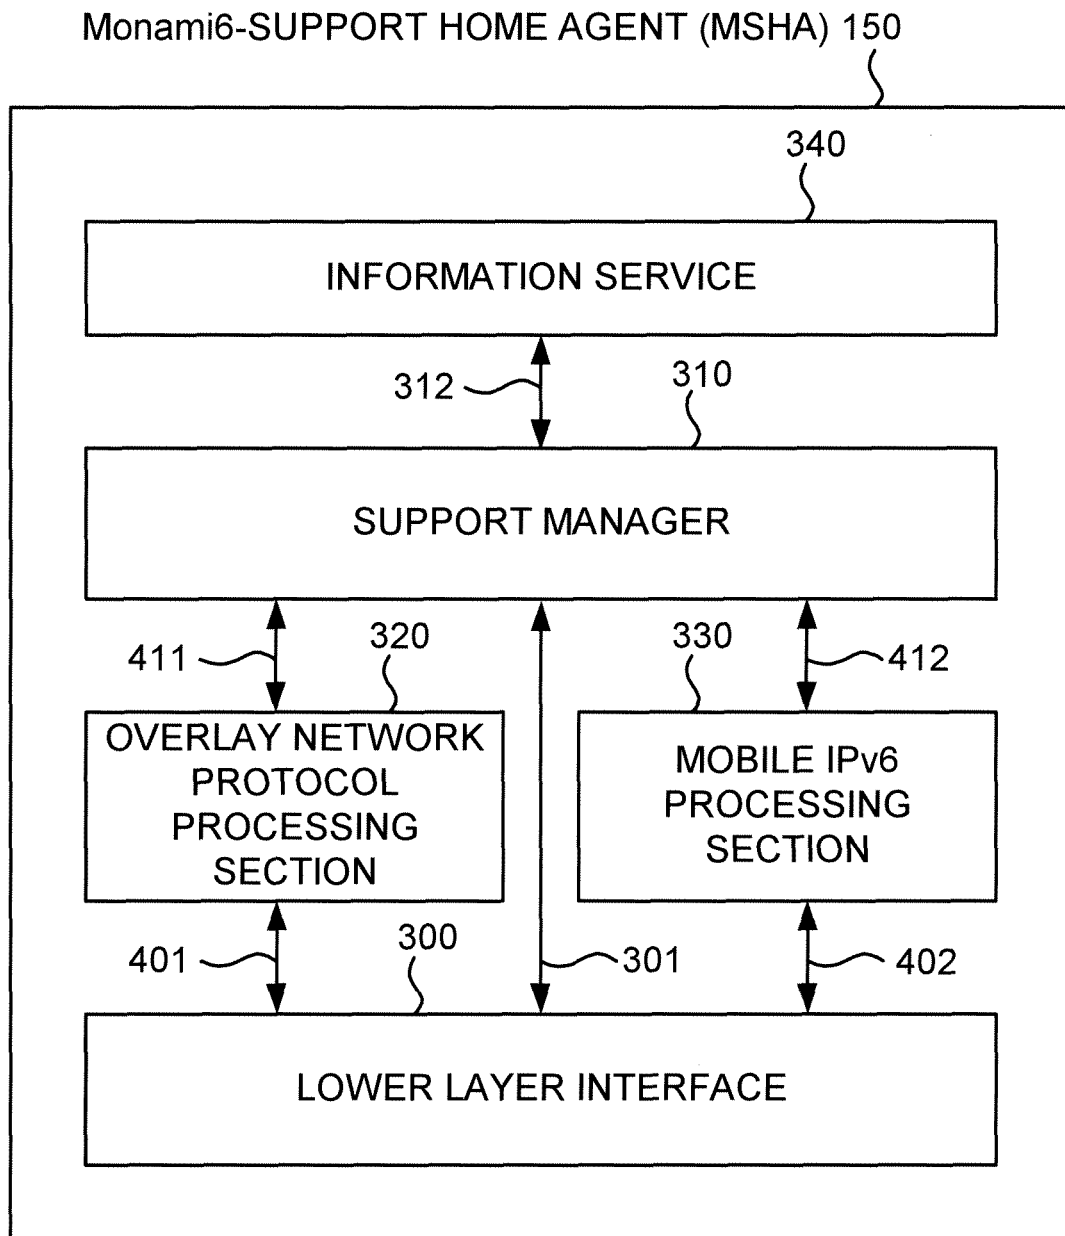 Monami6-SUPPORT HOME AGENT (MSHA) 150
340
INFORMATION SERVICE
312
310
SUPPORT MANAGER
411
320
330
412
OVERLAY NETWORK
PROTOCOL
PROCESSING
SECTION
MOBILE IPv6
PROCESSING
SECTION
401
300
301
402
LOWER LAYER INTERFACE